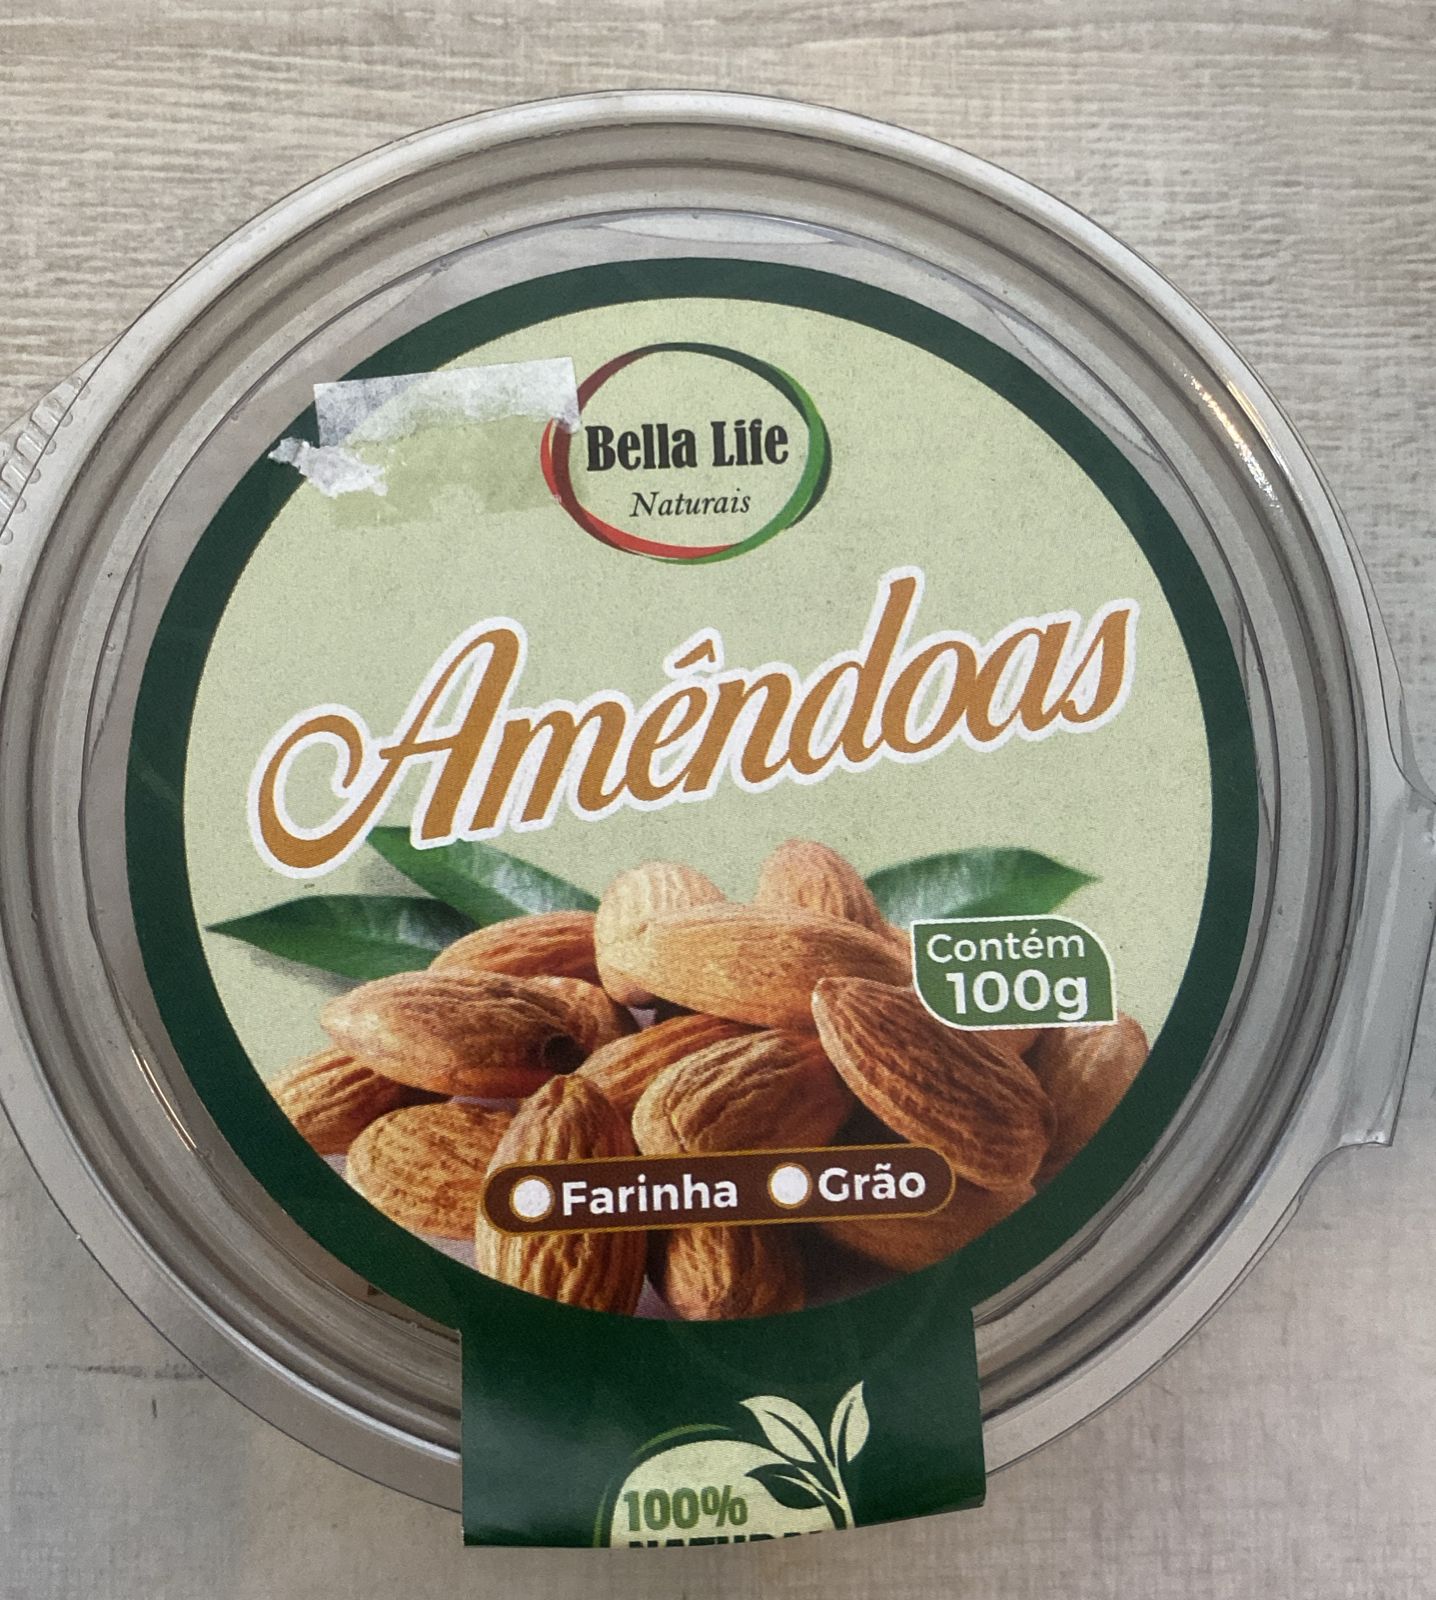 Bella Life
Naturais
Amêndoas
Contém
100g
Farinha Grão
100%